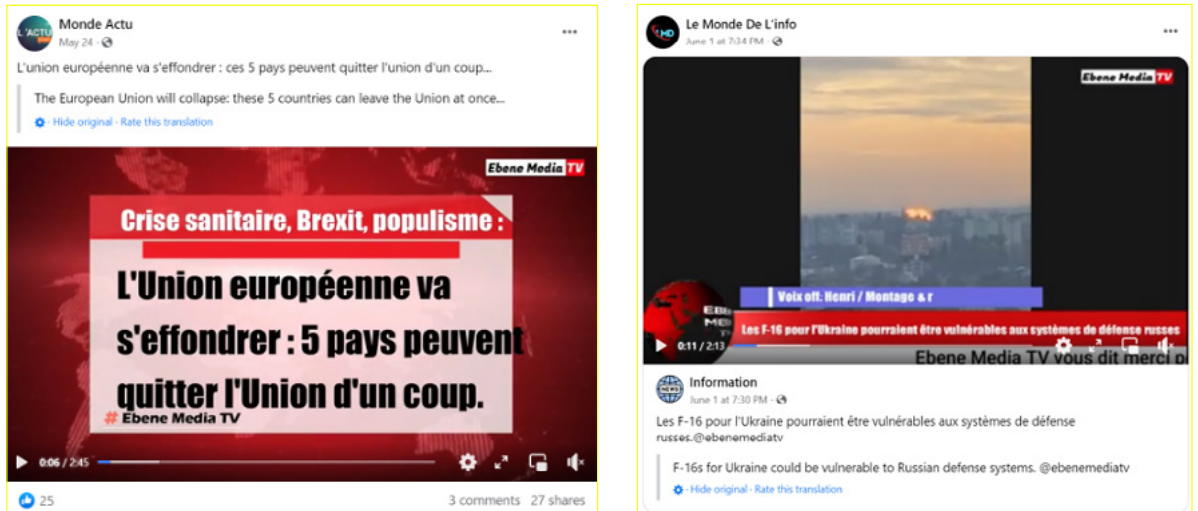 L'ACTU
Monde Actu
May 24
L'union européenne va s'effondrer : ces 5 pays peuvent quitter l'union d'un coup...
The European Union will collapse: these 5 countries can leave the Union at once...
Hide original · Rate this translation
Ebene Media TV
Crise sanitaire, Brexit, populisme :
L'Union européenne va
s'effondrer : 5 pays peuvent
quitter l'Union d'un coup.
# Ebene Media TV
0:06 / 2:45
25
3 comments 27 shares
LMD
Le Monde De L'info
June 1 at 7:34 PM
Ebene Media TV
Voix off: Henri / Montage & r
EBE
ME
Les F-16 pour l'Ukraine pourraient être vulnérables aux systèmes de défense russes
0:11 / 2:13
Ebene Media TV vous dit merci p
NEWS
Information
June 1 at 7:30 PM
Les F-16 pour l'Ukraine pourraient être vulnérables aux systèmes de défense
russes.@ebenemediatv
F-16s for Ukraine could be vulnerable to Russian defense systems. @ebenemediatv
Hide original · Rate this translation